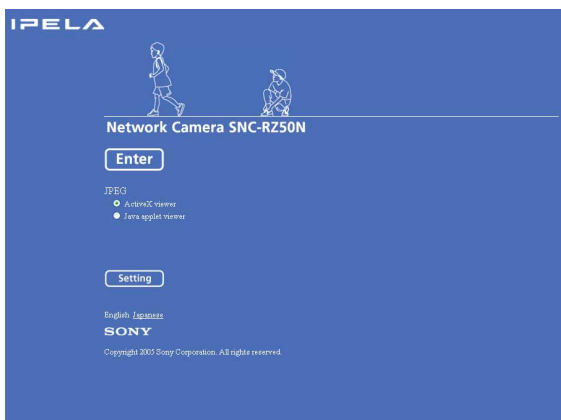 IPELA
Network Camera SNC-RZ50N
Enter
JPEG
ActiveX viewer
Java applet viewer
Setting
English Japanese
SONY
Copyright 2005 Sony Corporation. All rights reserved.